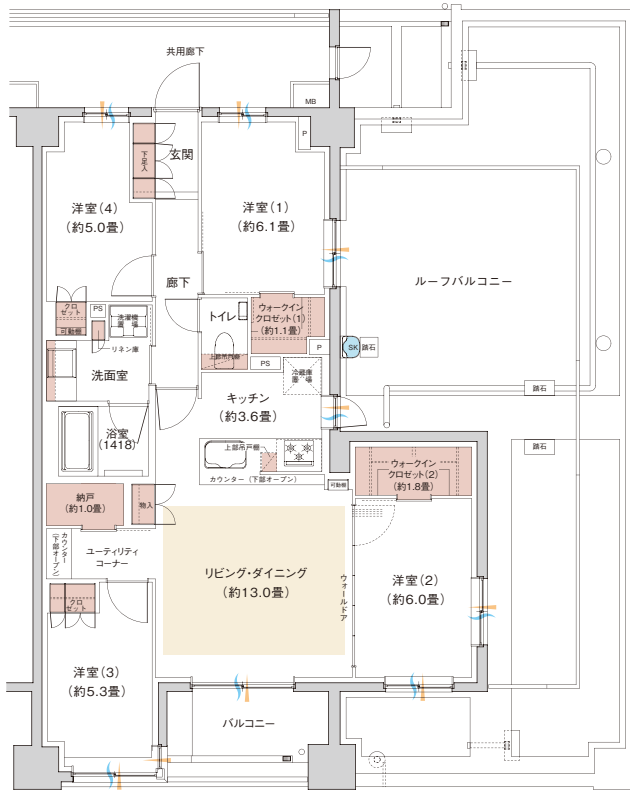 共用廊下
MB
P
玄関
下足入
洋室(4)
(約5.0畳)
洋室(1)
(約6.1畳)
廊下
ルーフバルコニー
クロ
ゼット
可動棚
PS
洗濯機
置場
リネン庫
トイレ
上部吊戸棚
ウォークイン
クロゼット(1)
(約1.1畳)
P
PS
冷蔵庫
置場
SK
踏石
踏石
踏石
洗面室
キッチン
(約3.6畳)
浴室
(1418)
上部吊戸棚
カウンター(下部オープン)
可動棚
ウォークイン
クロゼット(2)
(約1.8畳)
納戸
(約1.0畳)
物入
カウンター
(下部オープン)
ユーティリティ
コーナー
リビング・ダイニング
(約13.0畳)
ウォールドア
洋室(2)
(約6.0畳)
クロ
ゼット
洋室(3)
(約5.3畳)
バルコニー